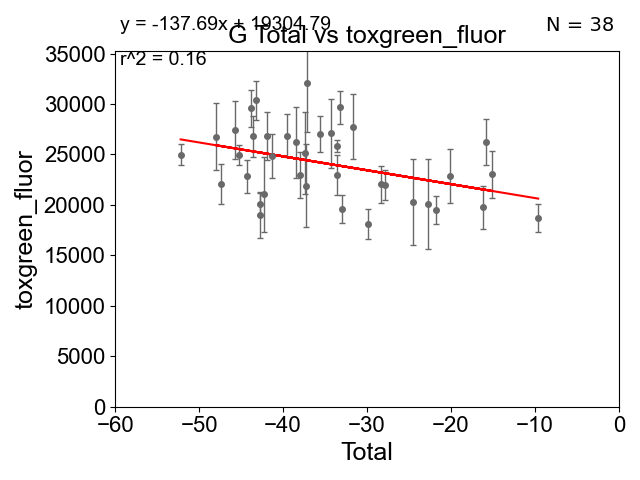 y = -137.69x + 19304.79
N = 38
G Total vs toxgreen_fluor
r^2 = 0.16
35000
30000
25000
20000
15000
10000
5000
0
toxgreen_fluor
−60
−50
−40
−30
−20
−10
0
Total